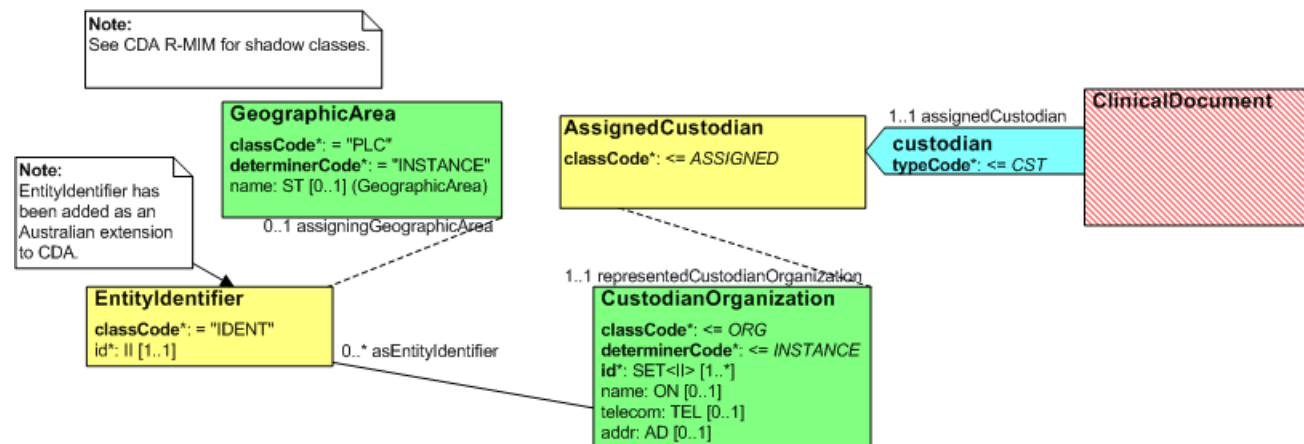 Note:
See CDA R-MIM for shadow classes.
GeographicArea
classCode*: = "PLC"
determinerCode*: = "INSTANCE"
name: ST [0..1] (GeographicArea)
0..1 assigningGeographicArea
Note:
EntityIdentifier has
been added as an
Australian extension
to CDA.
EntityIdentifier
classCode*: = "IDENT"
id*: II [1..1]
0..* asEntityIdentifier
AssignedCustodian
classCode*: <= ASSIGNED
1..1 assignedCustodian
custodian
typeCode*: <= CST
ClinicalDocument
1..1 representedCustodianOrganization
CustodianOrganization
classCode*: <= ORG
determinerCode*: <= INSTANCE
id*: SET<II> [1..*]
name: ON [0..1]
telecom: TEL [0..1]
addr: AD [0..1]